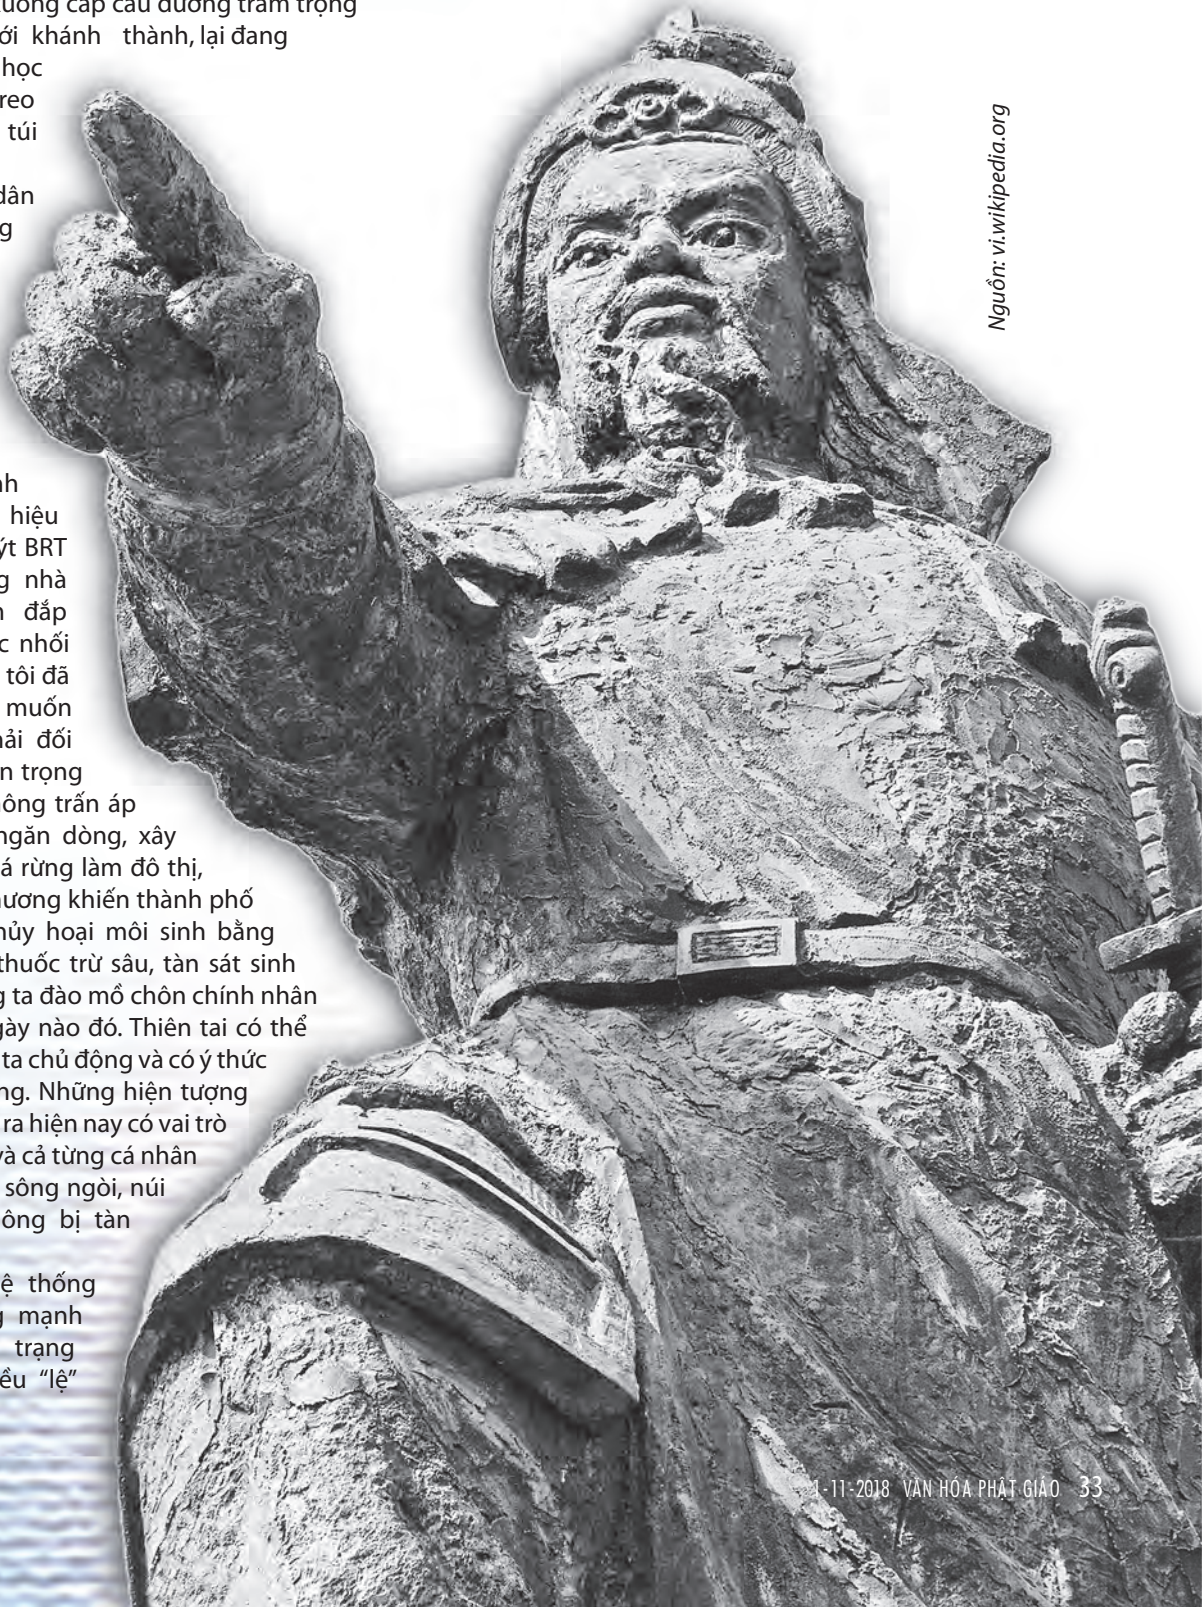 xuống cấp cầu đường trầm trọng
ới khánh thành, lại đang
học
reo
túi
dân
g
nh
hiệu
ýt BRT
g nhà
n đắp
c nhối
tôi đã
muốn
hải đối
n trọng
hông trấn áp
ngăn dòng, xây
á rừng làm đô thị,
hương khiến thành phố
hủy hoại môi sinh bằng
thuốc trừ sâu, tàn sát sinh
g ta đào mồ chôn chính nhân
gày nào đó. Thiên tai có thể
ta chủ động và có ý thức
ng. Những hiện tượng
ra hiện nay có vai trò
và cả từng cá nhân
sông ngòi, núi
ông bị tàn
ệ thống
g mạnh
trạng
ều “lệ”
Nguồn: vi.wikipedia.org
1-11-2018 VĂN HÓA PHẬT GIÁO 33